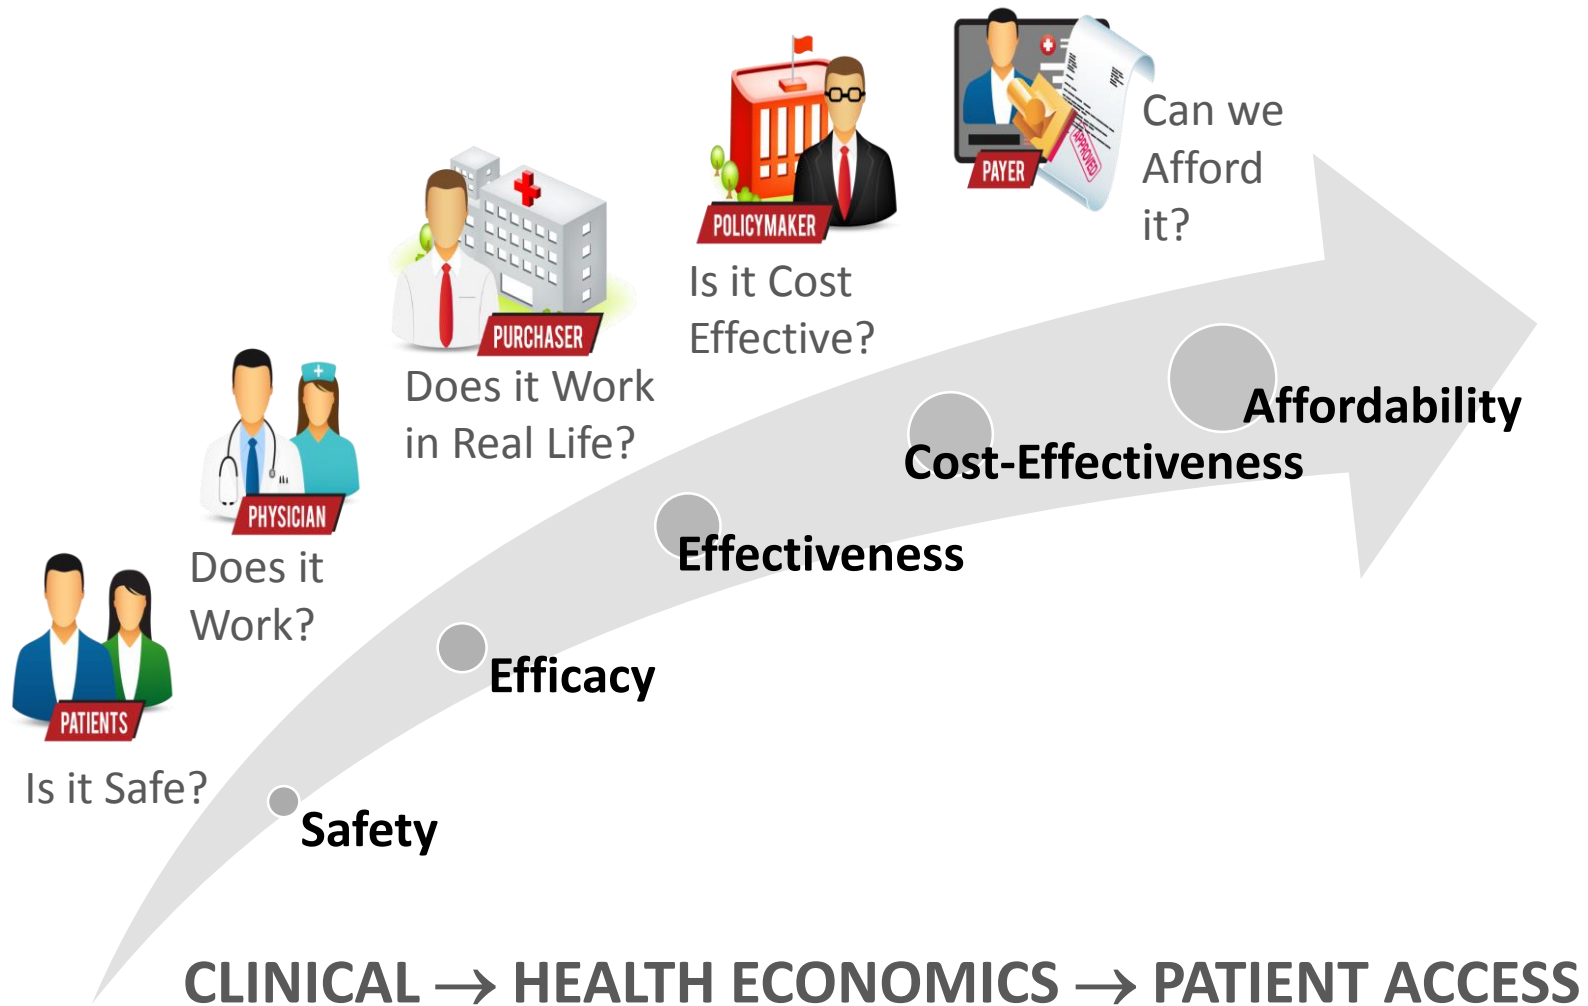 Can we
Afford
it?
PAYER
APPROVED
POLICYMAKER
Is it Cost
Effective?
PURCHASER
Does it Work
in Real Life?
PHYSICIAN
Does it
Work?
PATIENTS
Is it Safe?
Affordability
Cost-Effectiveness
Effectiveness
Efficacy
Safety
CLINICAL → HEALTH ECONOMICS → PATIENT ACCESS